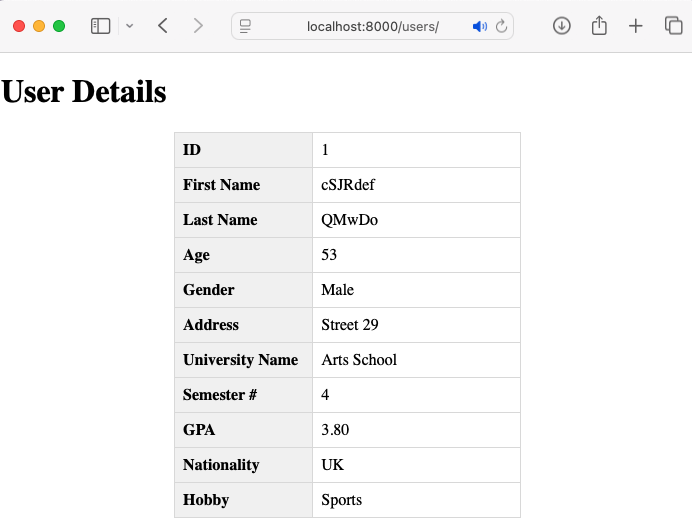 localhost:8000/users/
User Details
ID 1
First Name cSJRdef
Last Name QMwDo
Age 53
Gender Male
Address Street 29
University Name Arts School
Semester # 4
GPA 3.80
Nationality UK
Hobby Sports